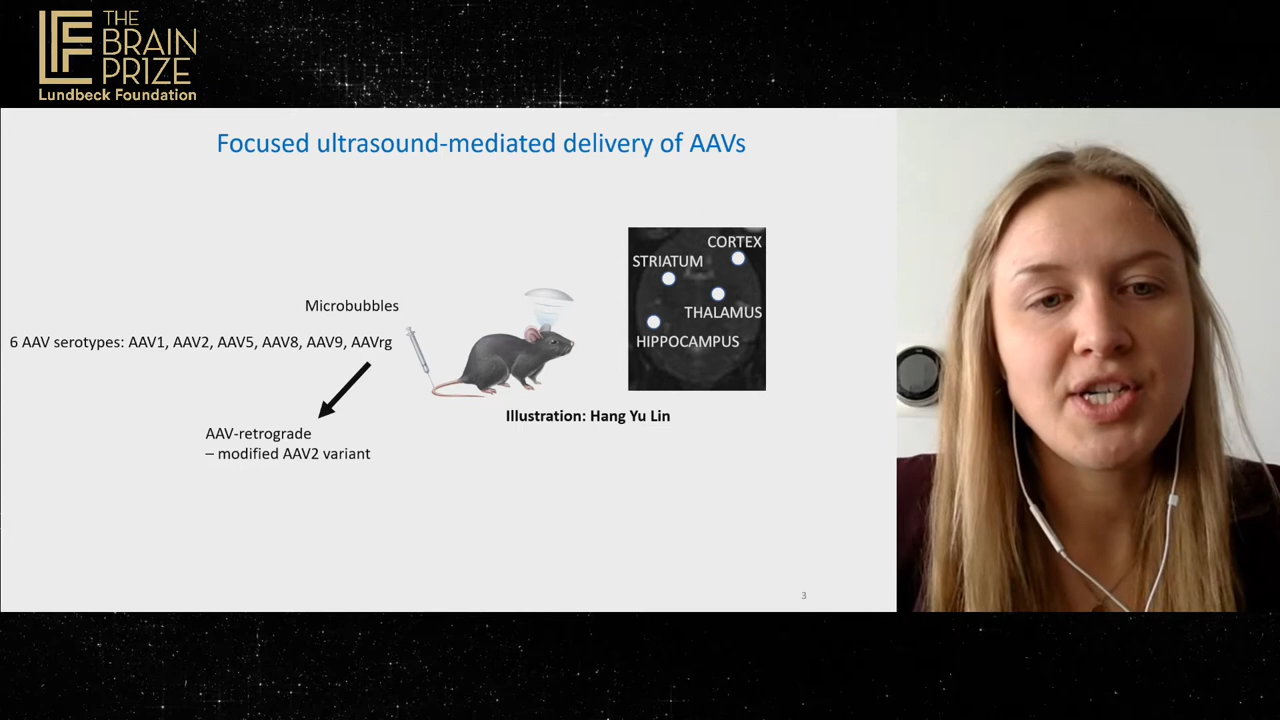 THE
BRAIN
PRIZE
Lundbeck Foundation
Focused ultrasound-mediated delivery of AAVs
CORTEX
STRIATUM
THALAMUS
HIPPOCAMPUS
Microbubbles
6 AAV serotypes: AAV1, AAV2, AAV5, AAV8, AAV9, AAVrg
Illustration: Hang Yu Lin
AAV-retrograde
– modified AAV2 variant
3